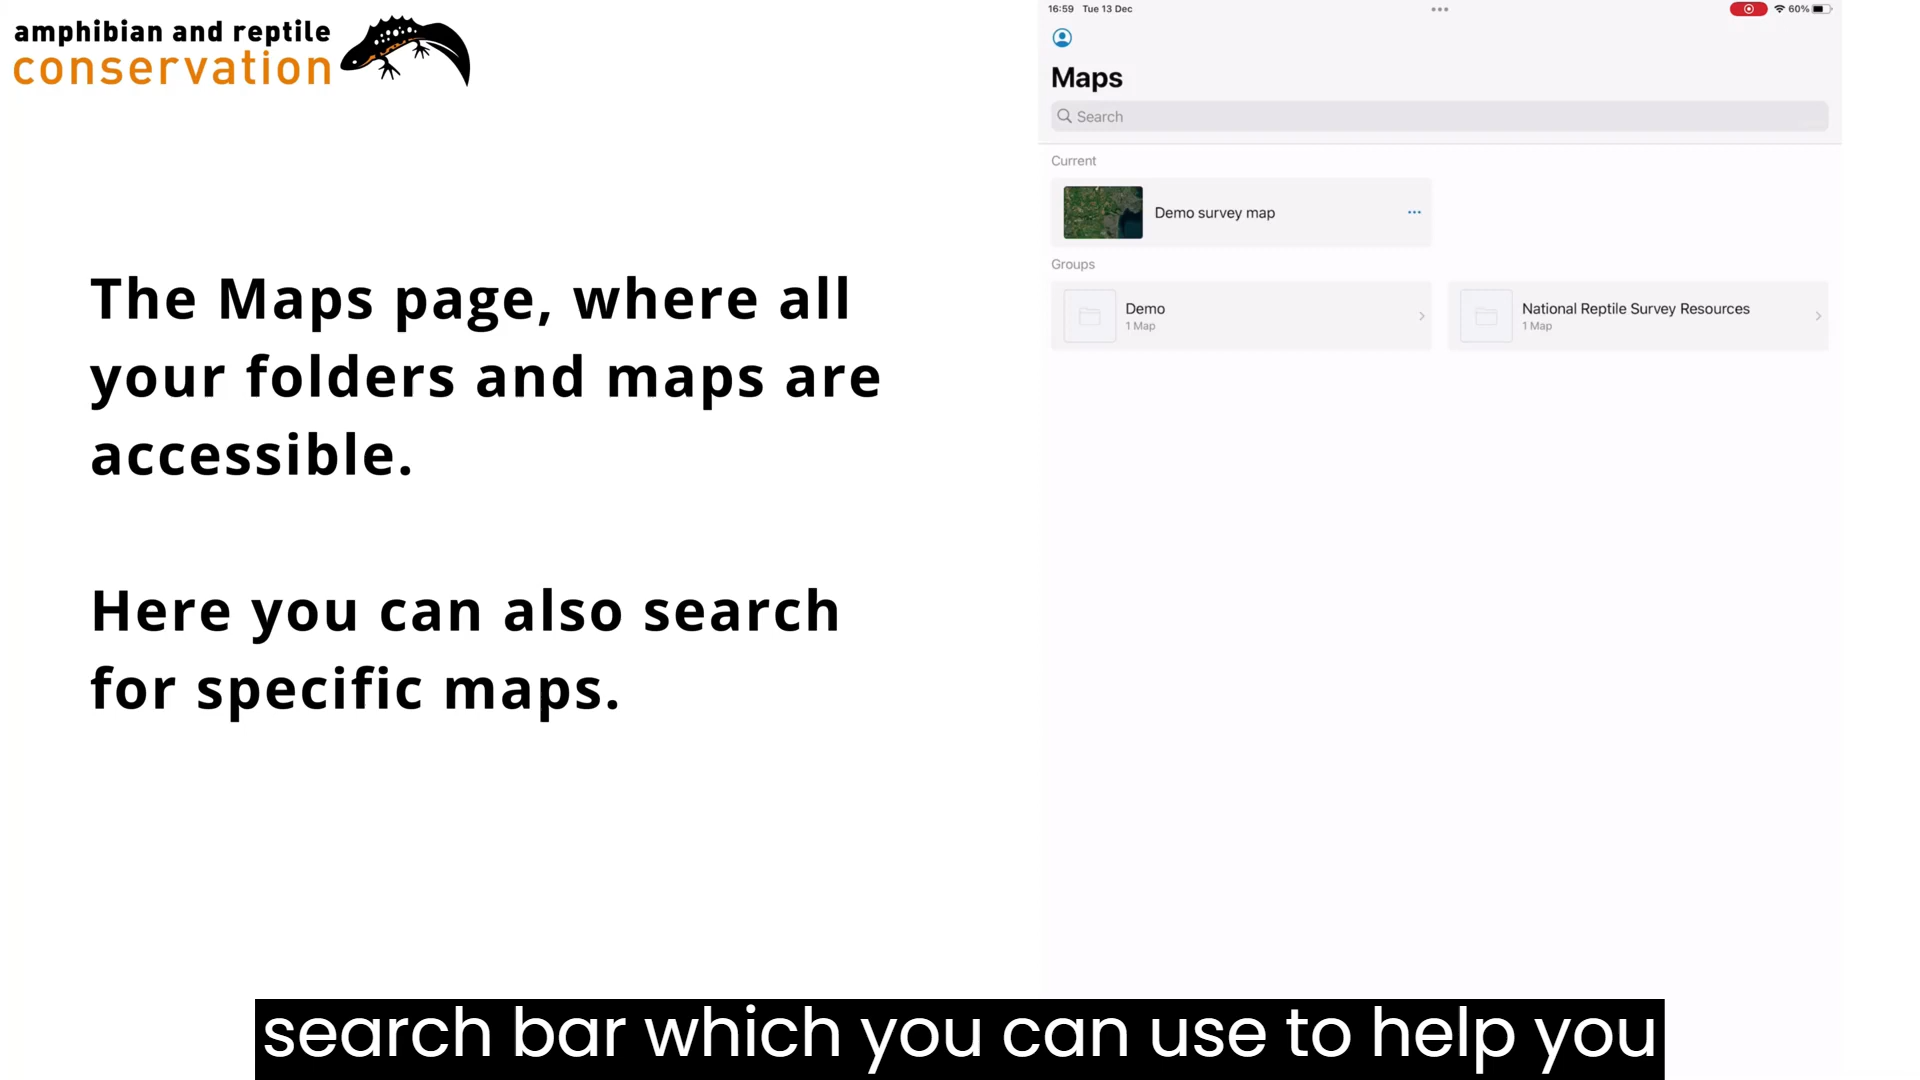 amphibian and reptile
conservation
The Maps page, where all
your folders and maps are
accessible.
Here you can also search
for specific maps.
16:59 Tue 13 Dec
60%
Maps
Search
Current
Demo survey map
Groups
Demo
1 Map
National Reptile Survey Resources
1 Map
search bar which you can use to help you